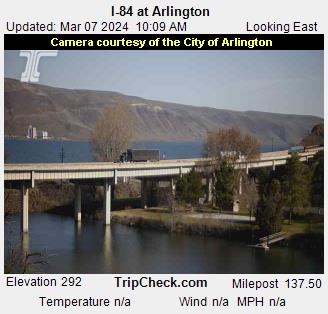 I-84 at Arlington
Updated: Mar 07 2024 10:09 AM Looking East
Camera courtesy of the City of Arlington
Elevation 292 TripCheck.com Milepost 137.50
Temperature n/a Wind n/a MPH n/a